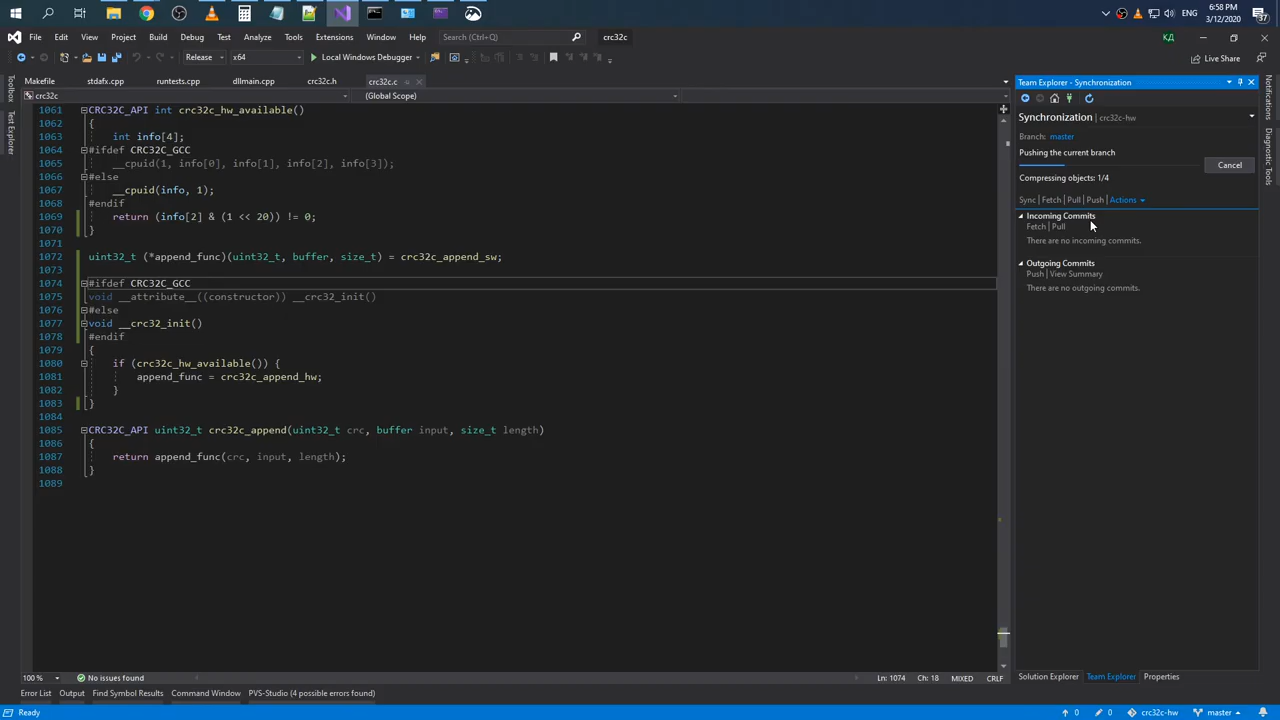 ENG
6:58 PM
3/12/2020
37
File Edit View Project Build Debug Test Analyze Tools Extensions Window Help Search (Ctrl+Q) crc32c
КД
Release x64 Local Windows Debugger Live Share
Makefile stdafx.cpp runtests.cpp dllmain.cpp crc32c.h crc32c.c
crc32c (Global Scope)
Toolbox
Test Explorer
1061 CRC32C_API int crc32c_hw_available()
1062 {
1063 int info[4];
1064 #ifdef CRC32C_GCC
1065 __cpuid(1, info[0], info[1], info[2], info[3]);
1066 #else
1067 __cpuid(info, 1);
1068 #endif
1069 return (info[2] & (1 << 20)) != 0;
1070 }
1071
1072 uint32_t (*append_func)(uint32_t, buffer, size_t) = crc32c_append_sw;
1073
1074 #ifdef CRC32C_GCC
1075 void __attribute__((constructor)) __crc32_init()
1076 #else
1077 void __crc32_init()
1078 #endif
1079 {
1080 if (crc32c_hw_available()) {
1081 append_func = crc32c_append_hw;
1082 }
1083 }
1084
1085 CRC32C_API uint32_t crc32c_append(uint32_t crc, buffer input, size_t length)
1086 {
1087 return append_func(crc, input, length);
1088 }
1089
Team Explorer - Synchronization
Synchronization | crc32c-hw
Branch: master
Pushing the current branch
Cancel
Compressing objects: 1/4
Sync | Fetch | Pull | Push | Actions
Incoming Commits
Fetch | Pull
There are no incoming commits.
Outgoing Commits
Push | View Summary
There are no outgoing commits.
Notifications
Diagnostic Tools
100 % No issues found Ln: 1074 Ch: 18 MIXED CRLF
Solution Explorer Team Explorer Properties
Error List Output Find Symbol Results Command Window PVS-Studio (4 possible errors found)
Ready 0 0 crc32c-hw master